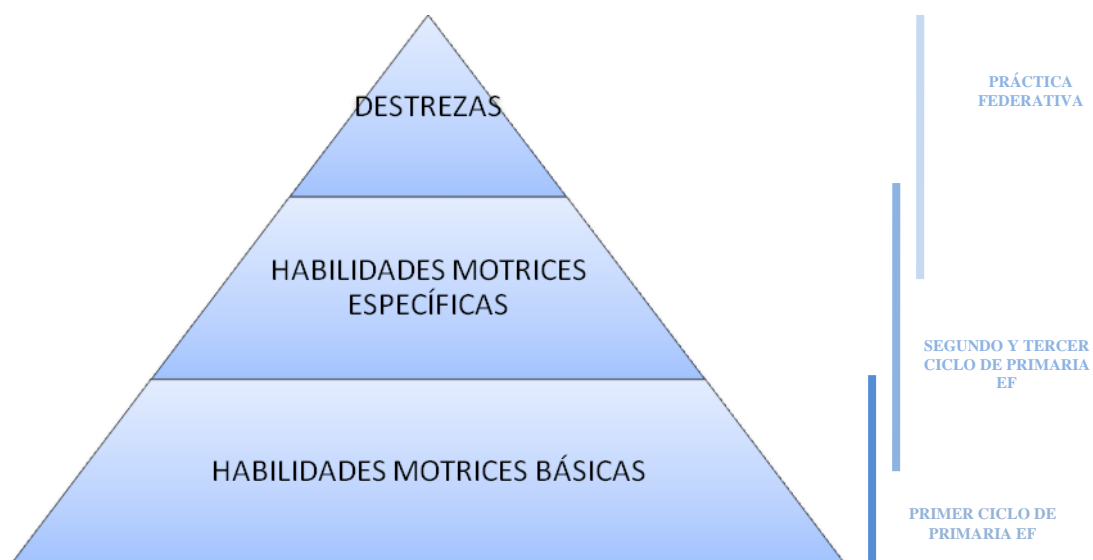 DESTREZAS
PRÁCTICA
FEDERATIVA
HABILIDADES MOTRICES
ESPECÍFICAS
SEGUNDO Y TERCER
CICLO DE PRIMARIA
EF
HABILIDADES MOTRICES BÁSICAS
PRIMER CICLO DE
PRIMARIA EF